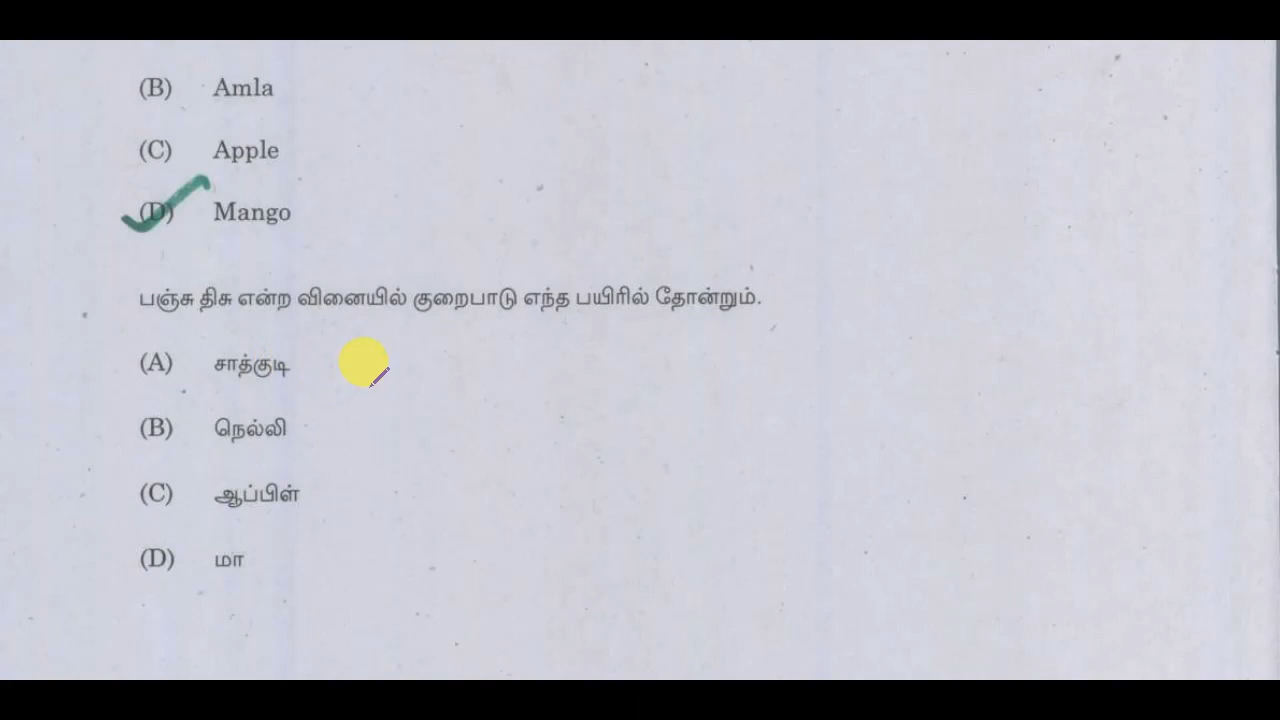 (B) Amla
(C) Apple
(D) Mango
பஞ்சு திசு என்ற வினையில் குறைபாடு எந்த பயிரில் தோன்றும்.
(A) சாத்குடி
(B) நெல்லி
(C) ஆப்பிள்
(D) மா